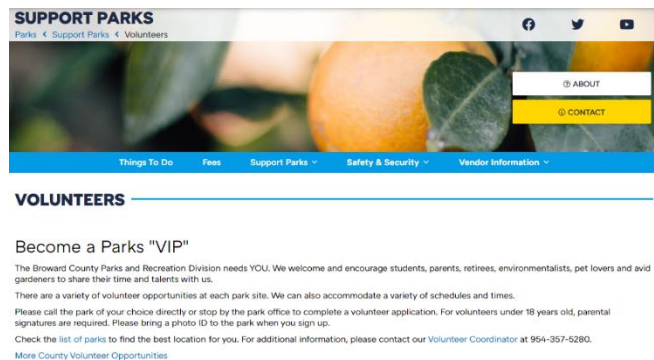 SUPPORT PARKS
Parks < Support Parks < Volunteers
ABOUT
CONTACT
Things To Do Fees Support Parks Safety & Security Vendor Information
VOLUNTEERS
Become a Parks "VIP"
The Broward County Parks and Recreation Division needs YOU. We welcome and encourage students, parents, retirees, environmentalists, pet lovers and avid
gardeners to share their time and talents with us.
There are a variety of volunteer opportunities at each park site. We can also accommodate a variety of schedules and times.
Please call the park of your choice directly or stop by the park office to complete a volunteer application. For volunteers under 18 years old, parental
signatures are required. Please bring a photo ID to the park when you sign up.
Check the list of parks to find the best location for you. For additional information, please contact our Volunteer Coordinator at 954-357-5280.
More County Volunteer Opportunities